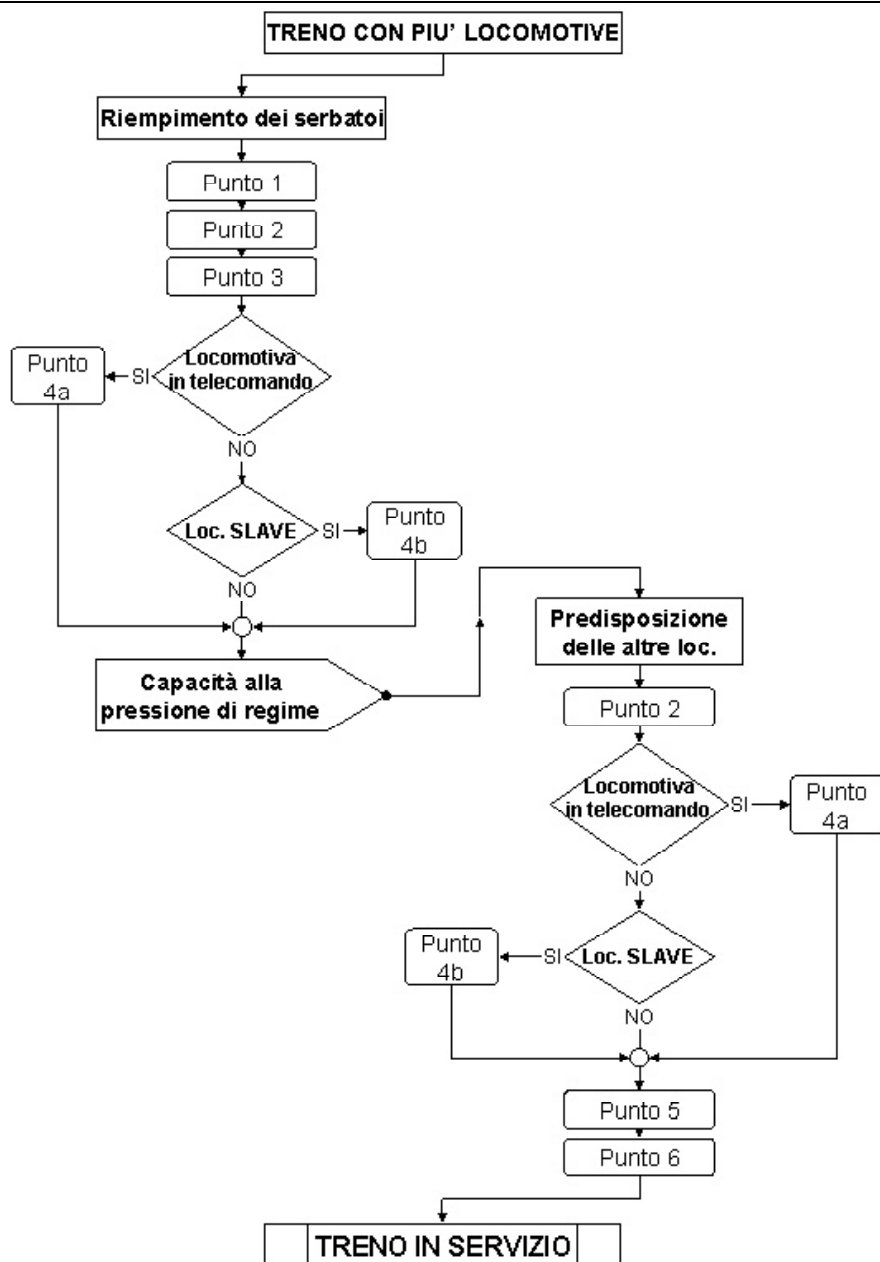 TRENO CON PIU' LOCOMOTIVE
Riempimento dei serbatoi
Punto 1
Punto 2
Punto 3
Locomotiva
in telecomando
SI
Punto
4a
NO
Loc. SLAVE
SI
Punto
4b
NO
Capacità alla
pressione di regime
Predisposizione
delle altre loc.
Punto 2
Locomotiva
in telecomando
SI
Punto
4a
NO
Loc. SLAVE
SI
Punto
4b
NO
Punto 5
Punto 6
TRENO IN SERVIZIO